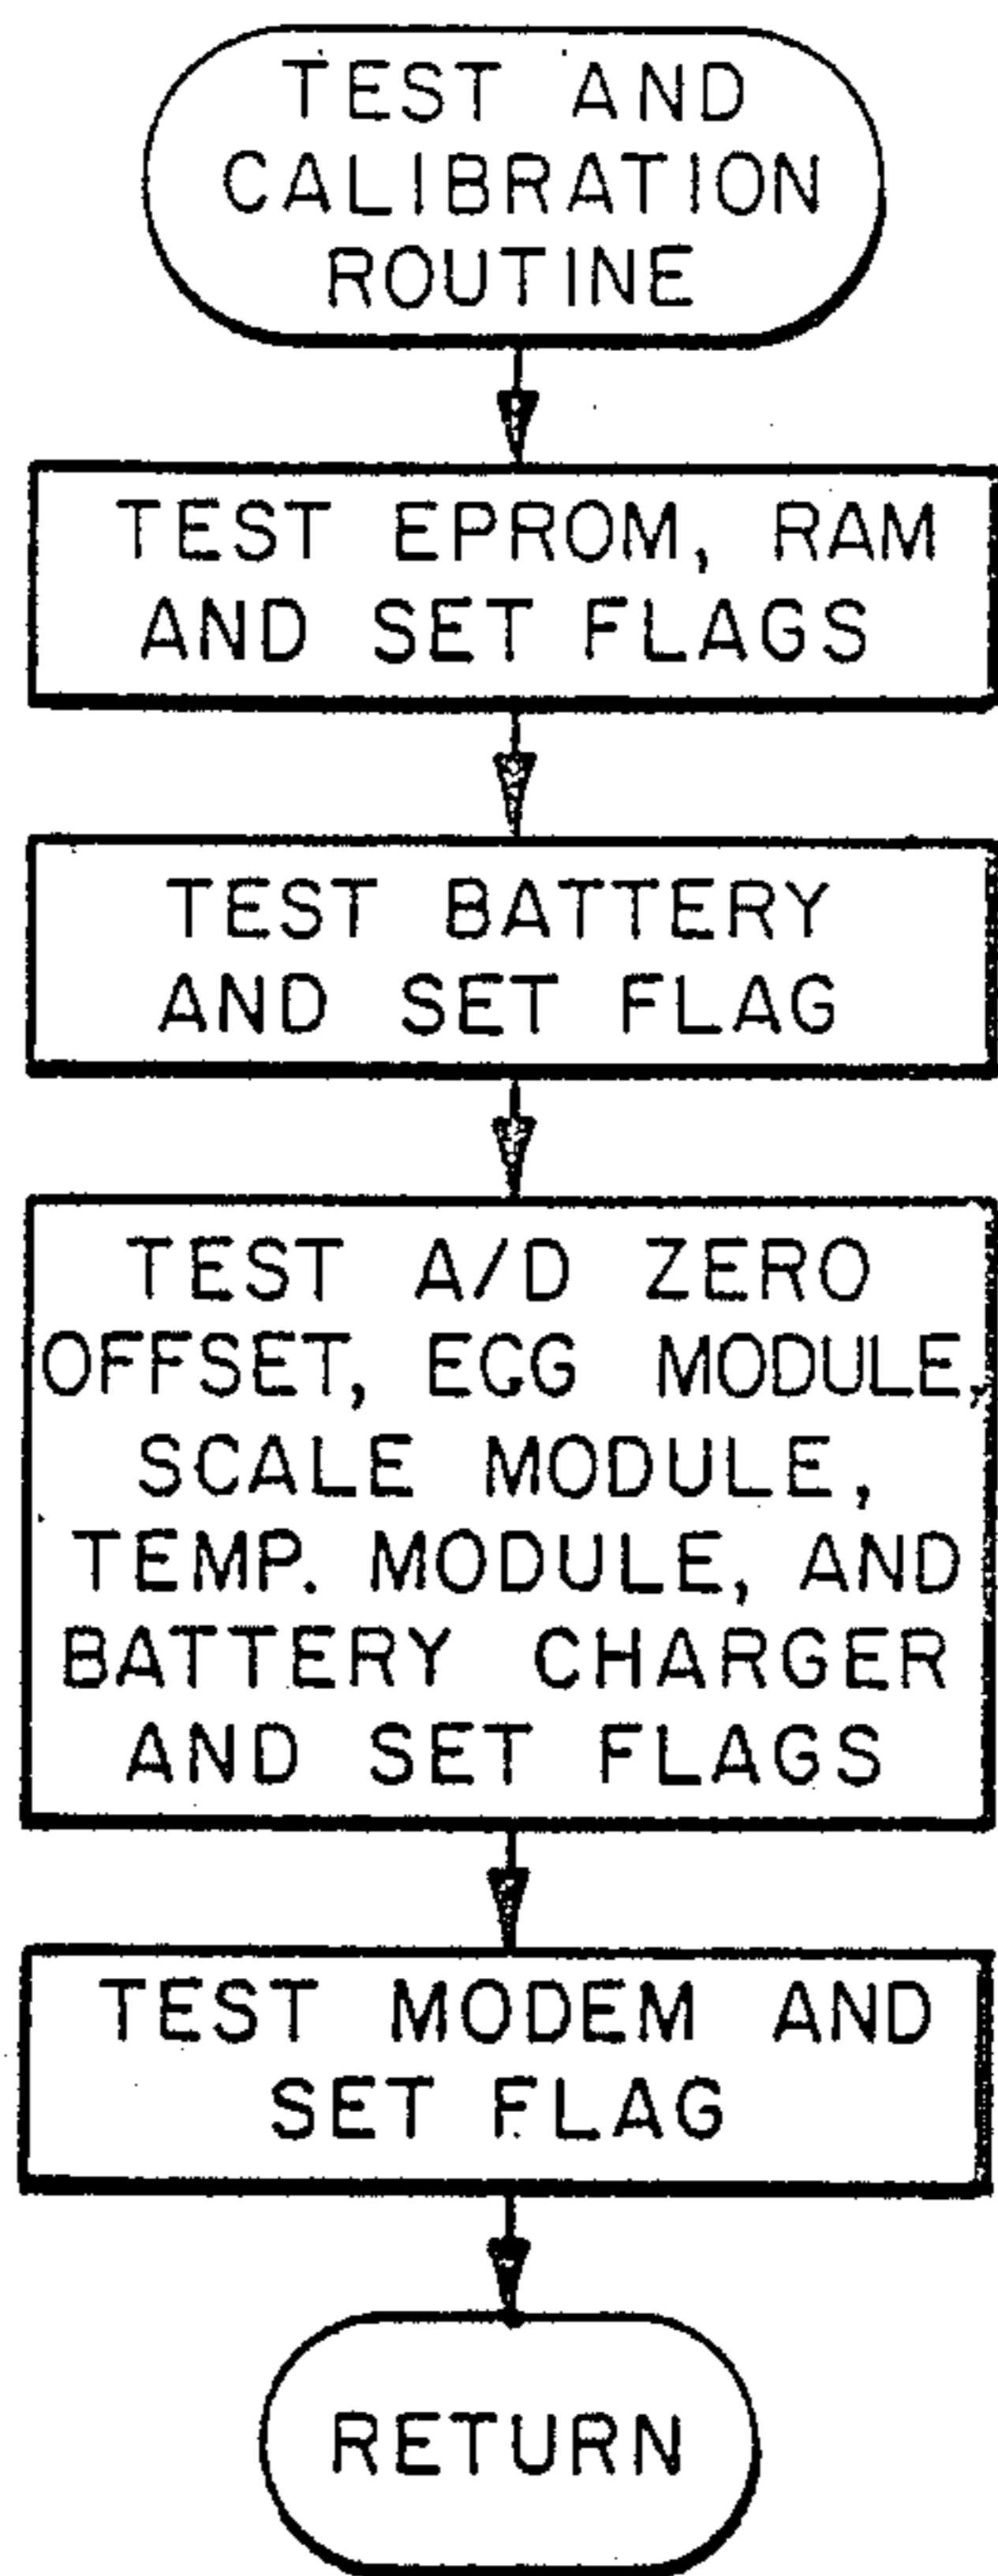 TEST AND
CALIBRATION
ROUTINE
TEST EPROM, RAM
AND SET FLAGS
TEST BATTERY
AND SET FLAG
TEST A/D ZERO
OFFSET, ECG MODULE,
SCALE MODULE,
TEMP. MODULE, AND
BATTERY CHARGER
AND SET FLAGS
TEST MODEM AND
SET FLAG
RETURN